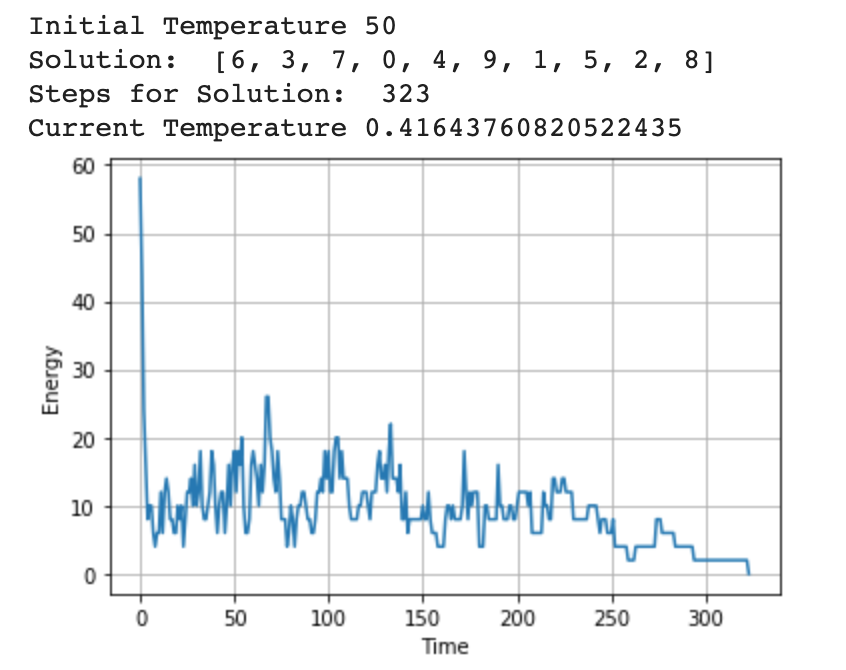 Initial Temperature 50
Solution:  [6, 3, 7, 0, 4, 9, 1, 5, 2, 8]
Steps for Solution:  323
Current Temperature 0.41643760820522435
60
50
40
30
20
10
0
Energy
0
50
100
150
200
250
300
Time